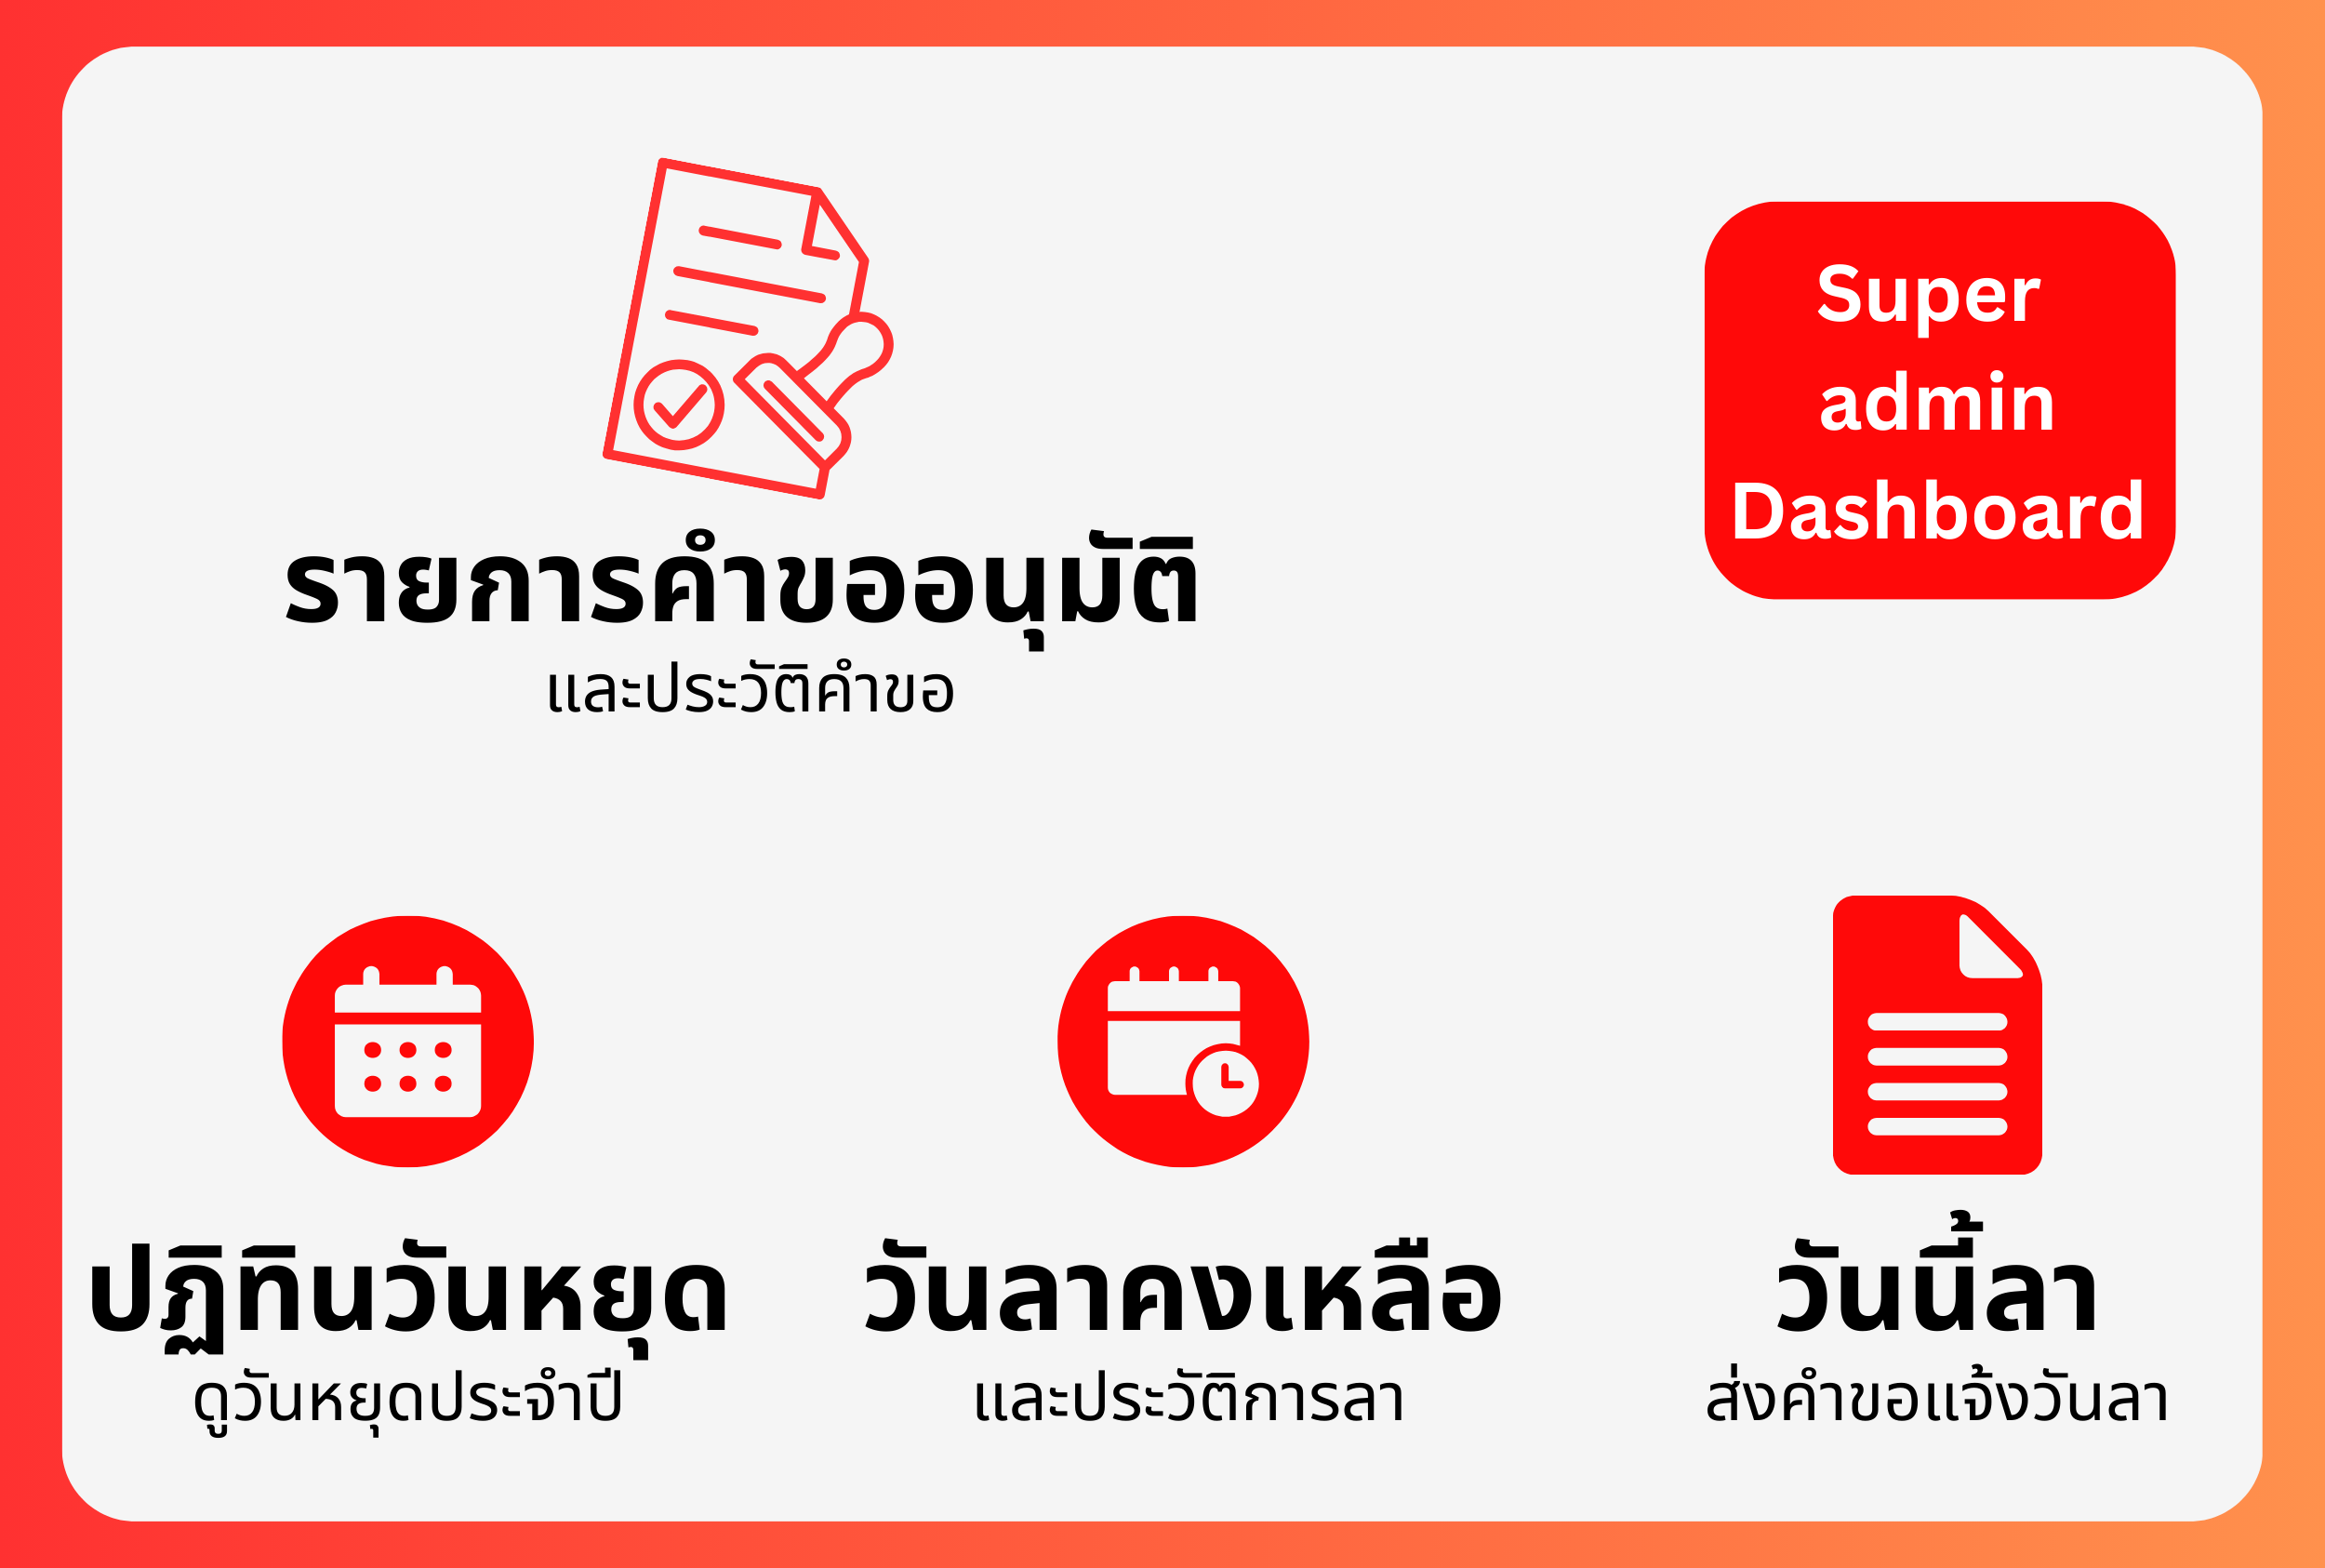 รายการคำขออนุมัติ
และประวัติคำขอ
Super
admin
Dashboard
ปฏิทินวันหยุด
ดูวันหยุดประจำปี
วันลาคงเหลือ
และประวัติการลา
วันนี้ลา
ส่งคำขอแจ้งวันลา